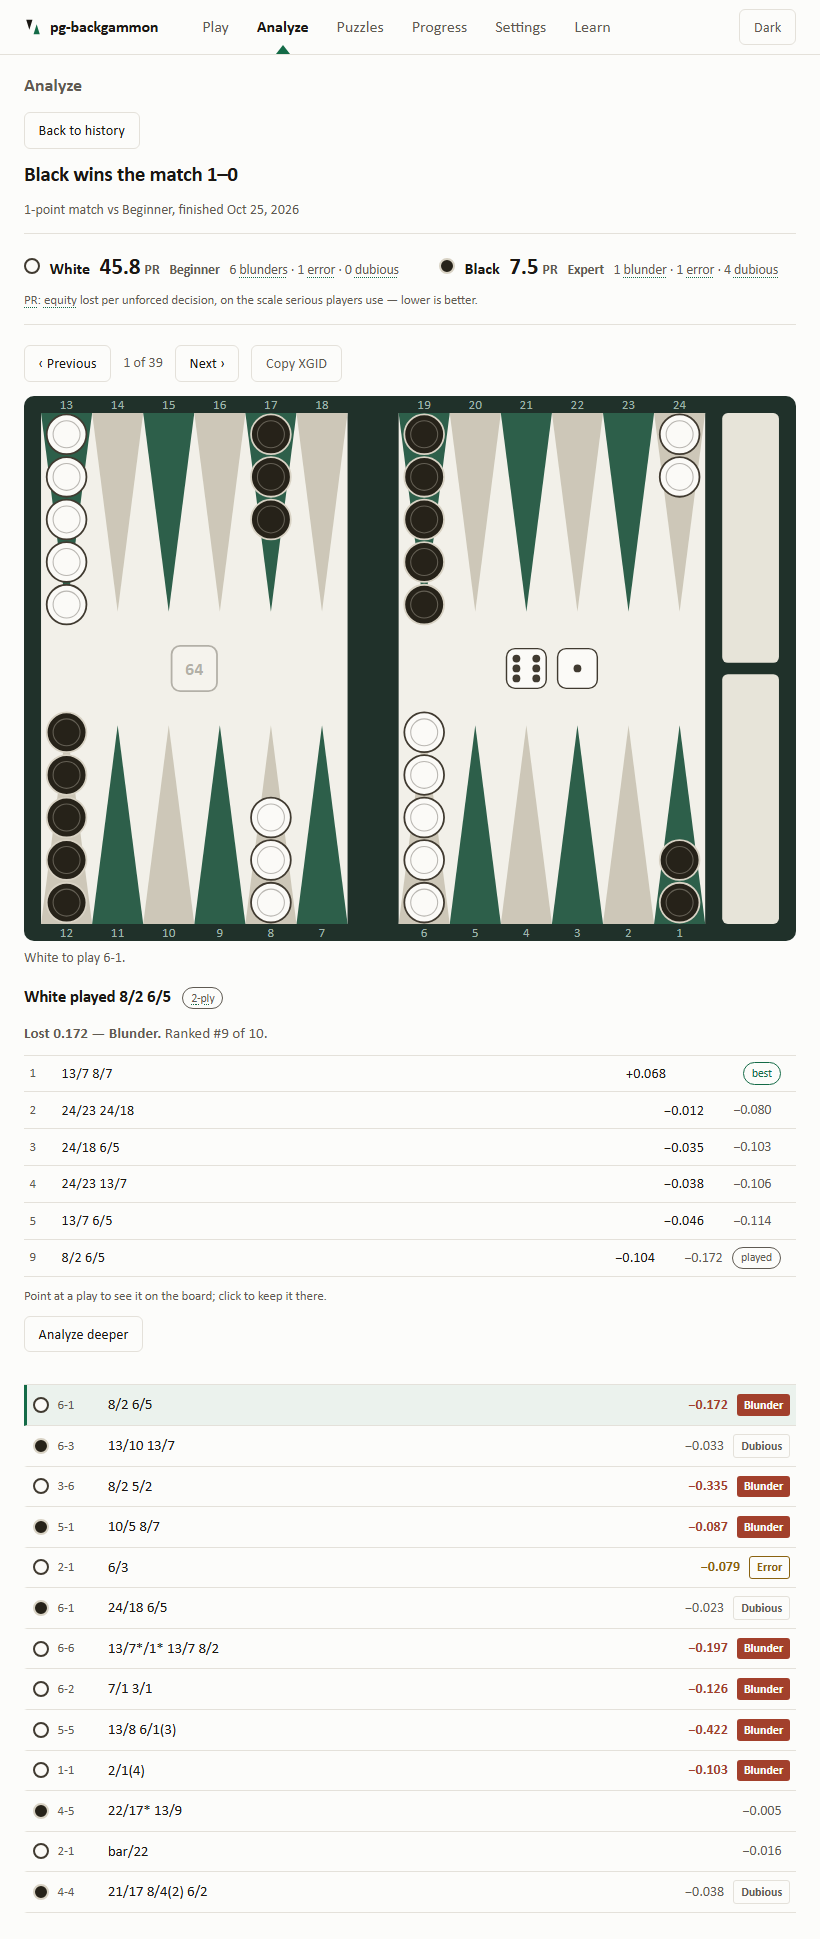 pg-backgammon Play Analyze Puzzles Progress Settings Learn Dark
Analyze
Back to history
Black wins the match 1–0
1-point match vs Beginner, finished Oct 25, 2026
White 45.8 PR Beginner 6 blunders · 1 error · 0 dubious Black 7.5 PR Expert 1 blunder · 1 error · 4 dubious
PR: equity lost per unforced decision, on the scale serious players use — lower is better.
‹ Previous 1 of 39 Next › Copy XGID
13 14 15 16 17 18 19 20 21 22 23 24
64
12 11 10 9 8 7 6 5 4 3 2 1
White to play 6-1.
White played 8/2 6/5 2-ply
Lost 0.172 — Blunder. Ranked #9 of 10.
1 13/7 8/7 +0.068 best
2 24/23 24/18 −0.012 −0.080
3 24/18 6/5 −0.035 −0.103
4 24/23 13/7 −0.038 −0.106
5 13/7 6/5 −0.046 −0.114
9 8/2 6/5 −0.104 −0.172 played
Point at a play to see it on the board; click to keep it there.
Analyze deeper
6-1 8/2 6/5 −0.172 Blunder
6-3 13/10 13/7 −0.033 Dubious
3-6 8/2 5/2 −0.335 Blunder
5-1 10/5 8/7 −0.087 Blunder
2-1 6/3 −0.079 Error
6-1 24/18 6/5 −0.023 Dubious
6-6 13/7*/1* 13/7 8/2 −0.197 Blunder
6-2 7/1 3/1 −0.126 Blunder
5-5 13/8 6/1(3) −0.422 Blunder
1-1 2/1(4) −0.103 Blunder
4-5 22/17* 13/9 −0.005
2-1 bar/22 −0.016
4-4 21/17 8/4(2) 6/2 −0.038 Dubious